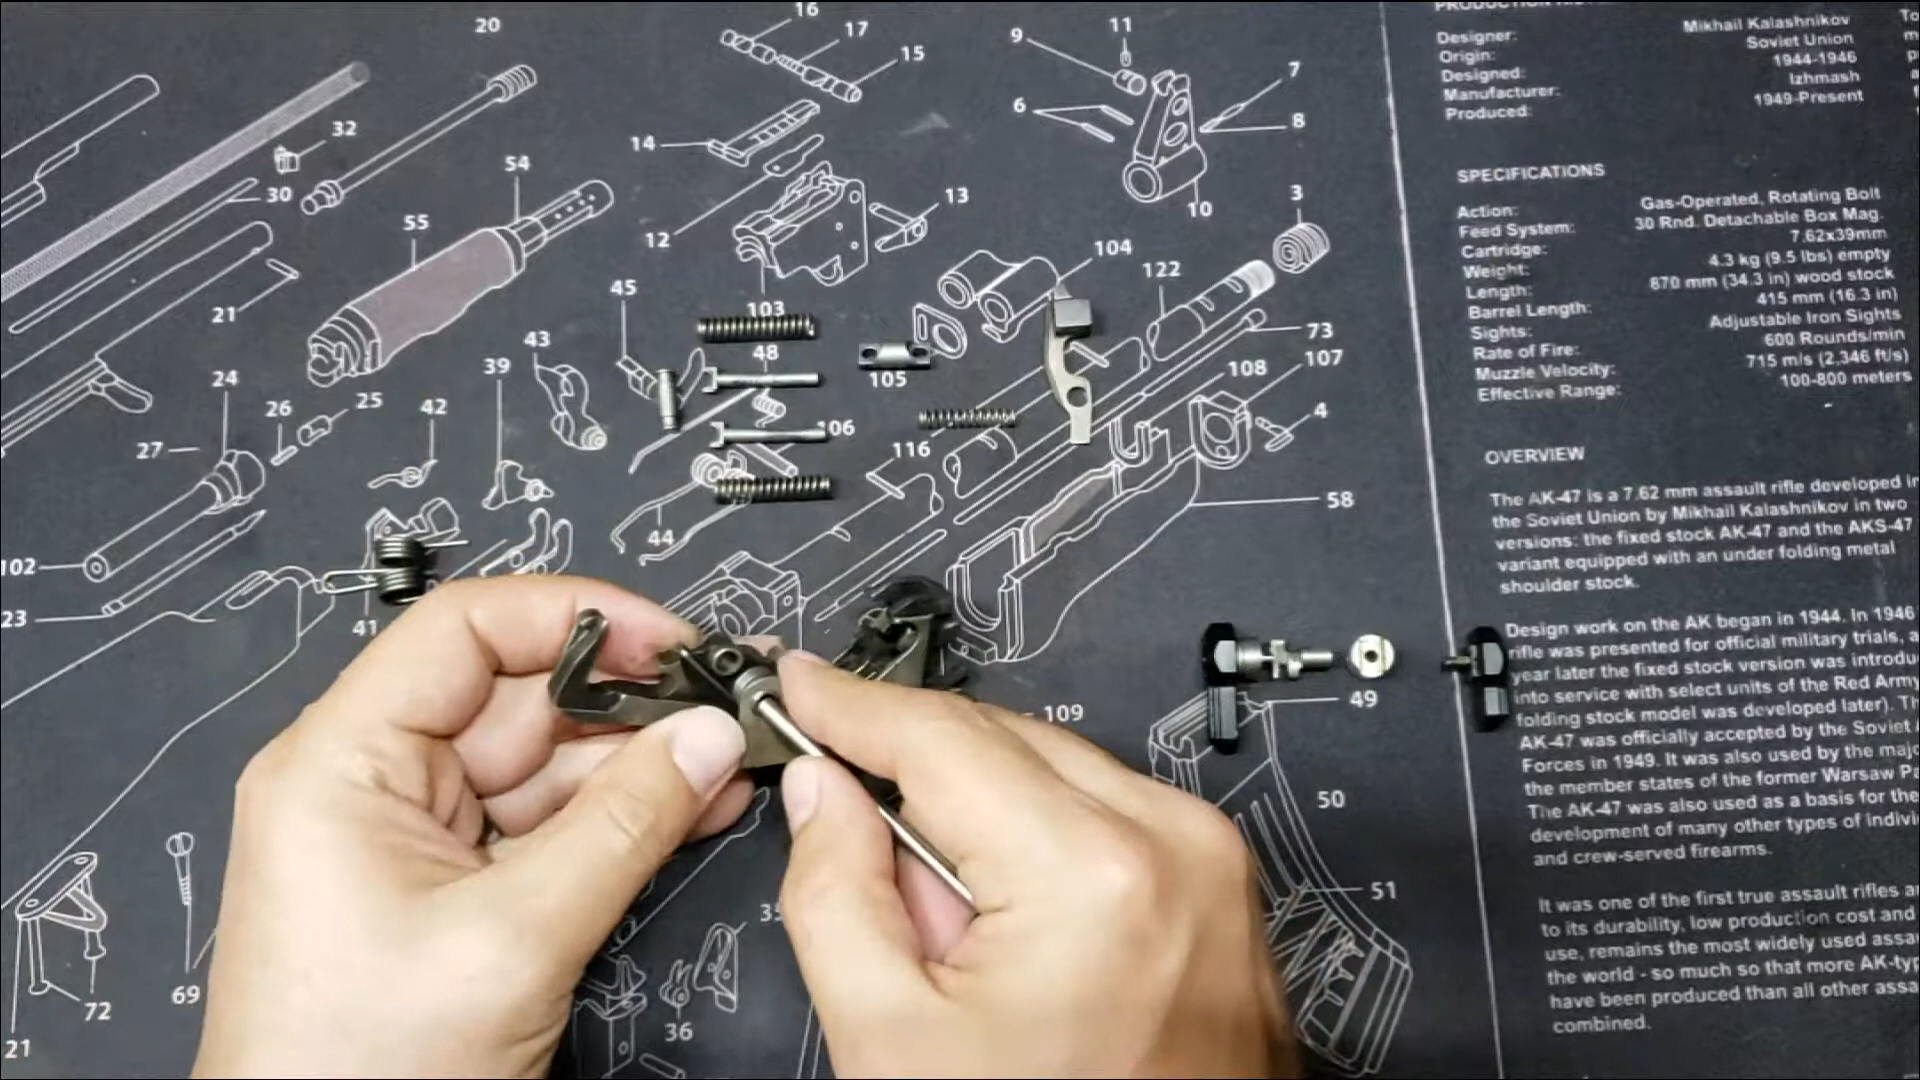 20
16
17
15
9
11
7
6
8
32
14
54
30
13
3
10
55
12
104
122
21
45
103
73
43
48
107
39
105
108
24
25
42
26
106
4
27
116
58
44
102
23
41
109
49
50
51
35
69
72
36
21
Designer: Mikhail Kalashnikov
Origin: Soviet Union
Designed: 1944-1946
Manufacturer: Izhmash
Produced: 1949-Present
SPECIFICATIONS
Action: Gas-Operated, Rotating Bolt
Feed System: 30 Rnd. Detachable Box Mag.
Cartridge: 7.62x39mm
Weight: 4.3 kg (9.5 lbs) empty
Length: 870 mm (34.3 in) wood stock
Barrel Length: 415 mm (16.3 in)
Sights: Adjustable Iron Sights
Rate of Fire: 600 Rounds/min
Muzzle Velocity: 715 m/s (2,346 ft/s)
Effective Range: 100-800 meters
OVERVIEW
The AK-47 is a 7.62 mm assault rifle developed in
the Soviet Union by Mikhail Kalashnikov in two
versions: the fixed stock AK-47 and the AKS-47
variant equipped with an under folding metal
shoulder stock.
Design work on the AK began in 1944. In 1946
rifle was presented for official military trials, a
year later the fixed stock version was introdu
into service with select units of the Red Army
folding stock model was developed later). Th
AK-47 was officially accepted by the Soviet
Forces in 1949. It was also used by the majo
the member states of the former Warsaw Pa
The AK-47 was also used as a basis for the
development of many other types of indivi
and crew-served firearms.
It was one of the first true assault rifles a
to its durability, low production cost and
use, remains the most widely used assa
the world - so much so that more AK-typ
have been produced than all other assa
combined.